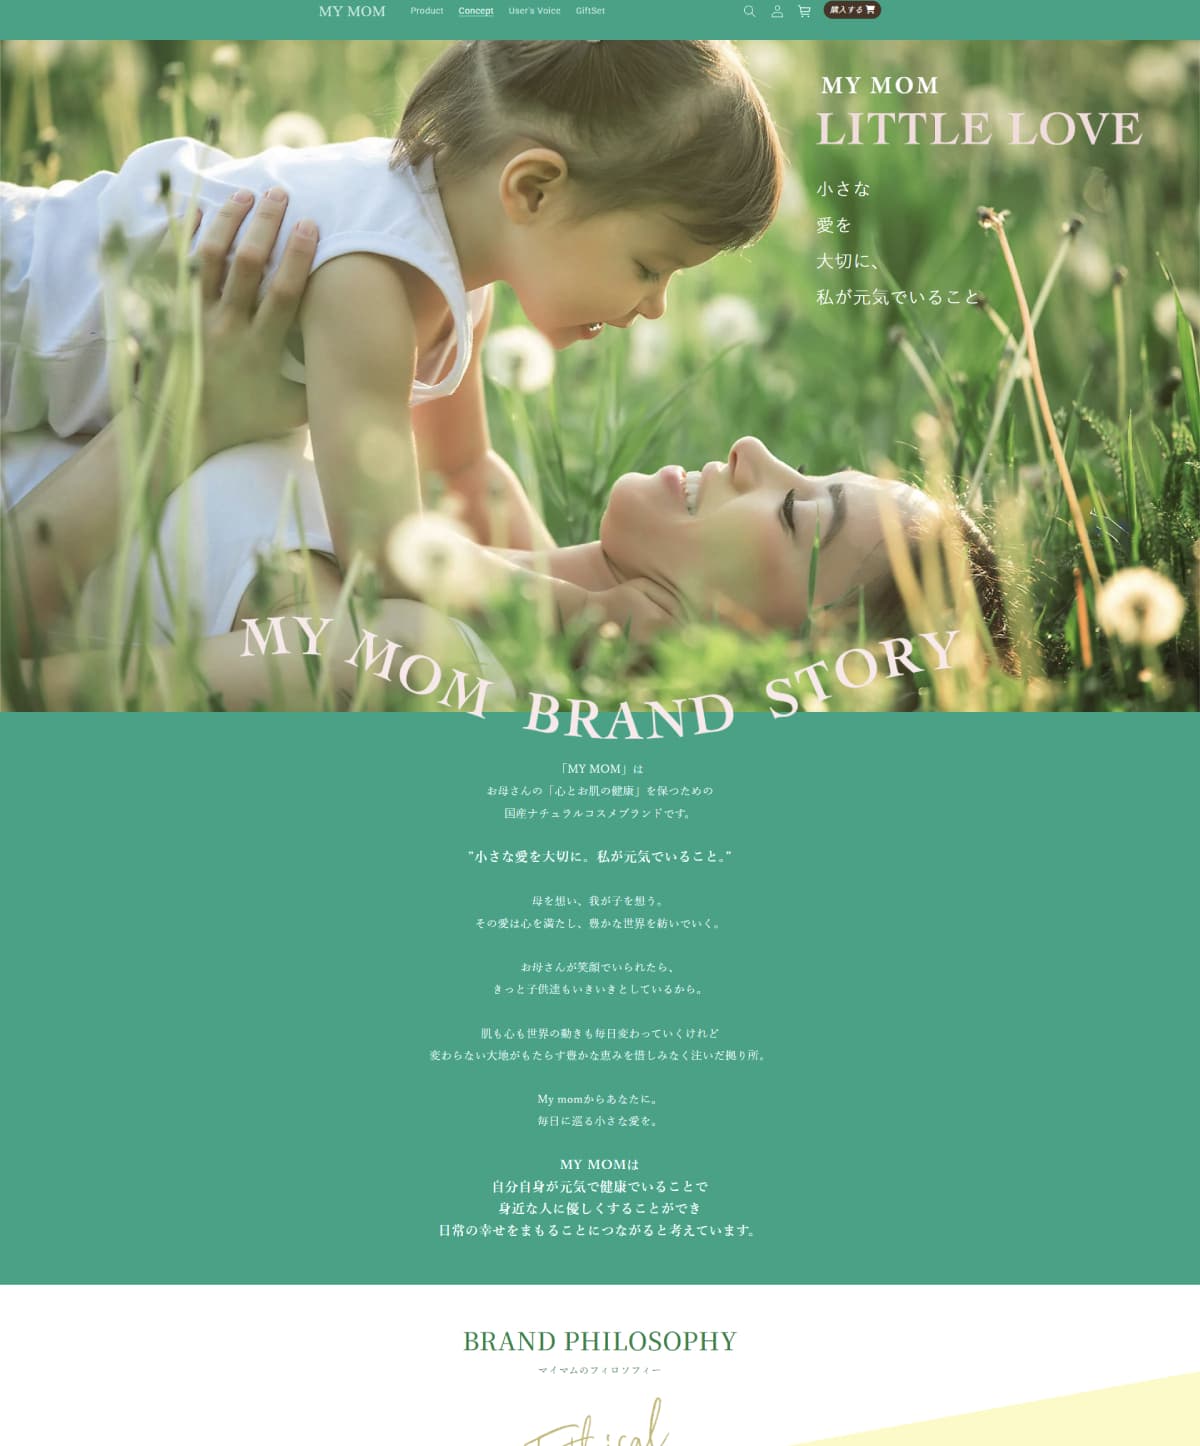 MY MOM
Product
Concept
User's Voice
GiftSet
購入する
MY MOM
LITTLE LOVE
小さな
愛を
大切に、
私が元気でいること
MY MOM BRAND STORY
「MY MOM」は
お母さんの「心とお肌の健康」を保つための
国産ナチュラルコスメブランドです。
”小さな愛を大切に。私が元気でいること。”
母を想い、我が子を想う。
その愛は心を満たし、豊かな世界を紡いでいく。
お母さんが笑顔でいられたら、
きっと子供達もいきいきとしているから。
肌も心も世界の動きも毎日変わっていくけれど
変わらない大地がもたらす豊かな恵みを惜しみなく注いだ拠り所。
My momからあなたに。
毎日に巡る小さな愛を。
MY MOMは
自分自身が元気で健康でいることで
身近な人に優しくすることができ
日常の幸せをまもることにつながると考えています。
BRAND PHILOSOPHY
マイマムのフィロソフィー
Ethical